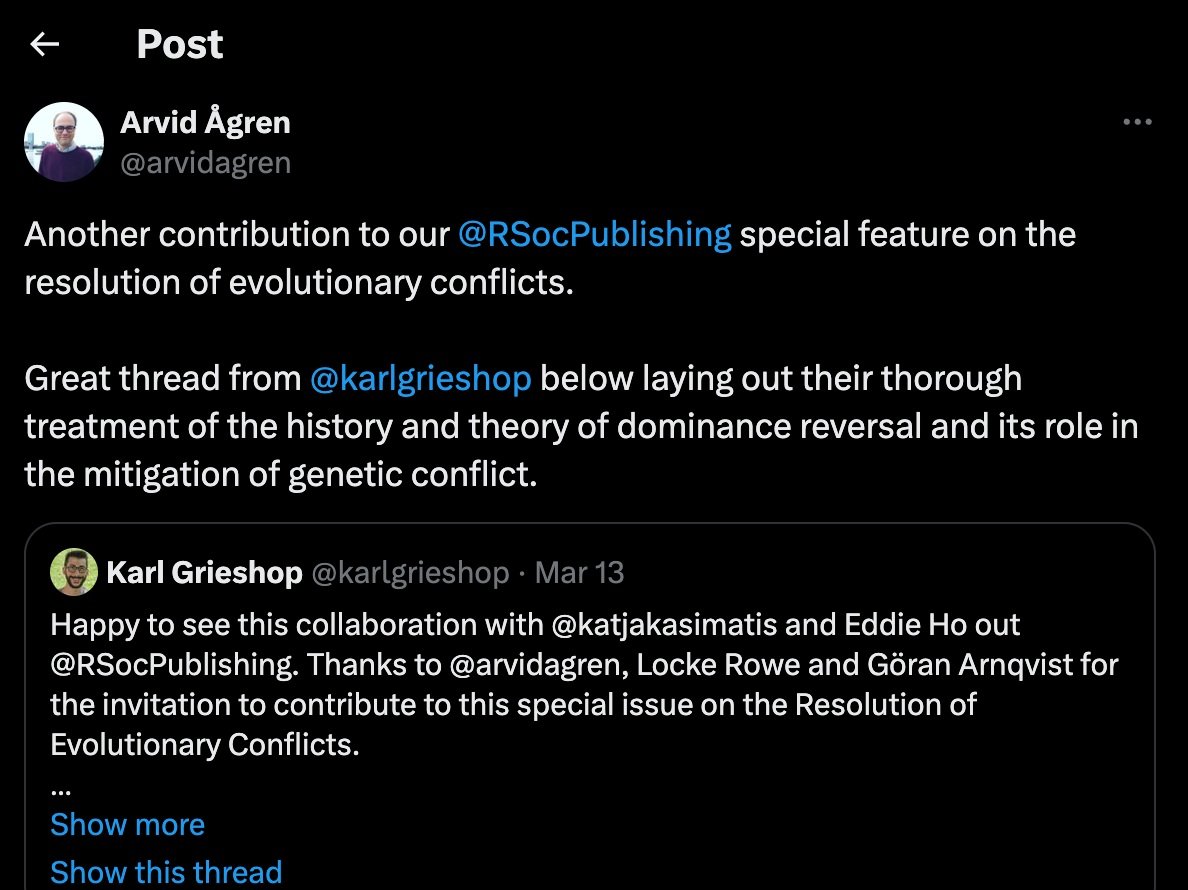 Post
Arvid Ågren
@arvidagren
Another contribution to our @RSocPublishing special feature on the
resolution of evolutionary conflicts.
Great thread from @karlgrieshop below laying out their thorough
treatment of the history and theory of dominance reversal and its role in
the mitigation of genetic conflict.
Karl Grieshop @karlgrieshop · Mar 13
Happy to see this collaboration with @katjakasimatis and Eddie Ho out
@RSocPublishing. Thanks to @arvidagren, Locke Rowe and Göran Arnqvist for
the invitation to contribute to this special issue on the Resolution of
Evolutionary Conflicts.
...
Show more
Show this thread